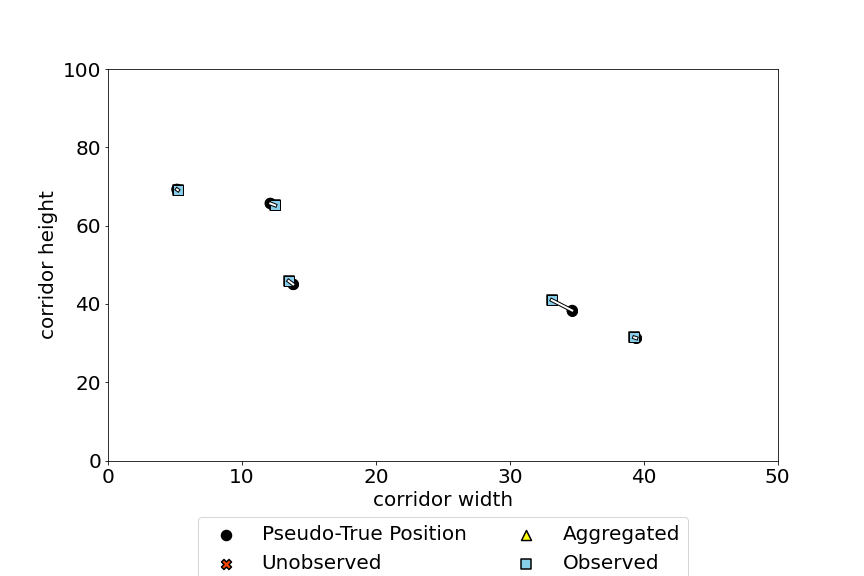 100
80
60
40
20
0
corridor height
0 10 20 30 40 50
corridor width
Pseudo-True Position Aggregated
Unobserved Observed